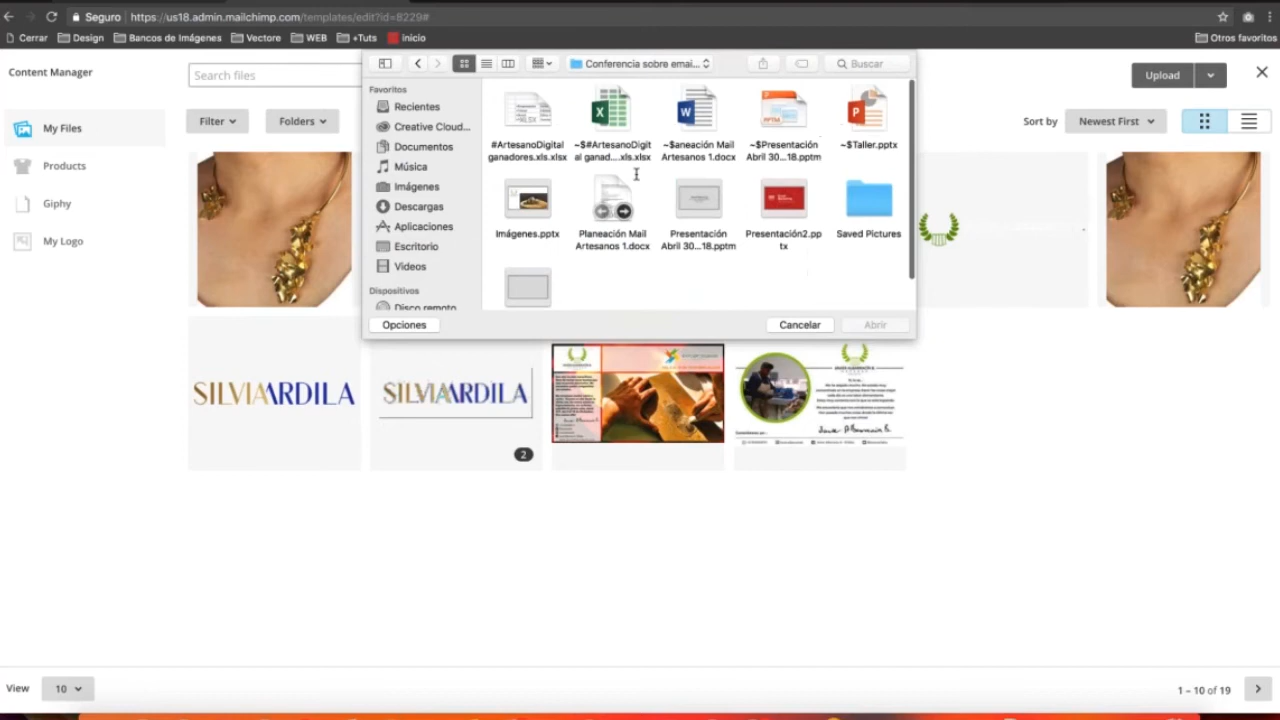 Seguro https://us18.admin.mailchimp.com/templates/edit?id=8229#
Cerrar Design Bancos de Imágenes Vectore WEB +Tuts Inicio Otros favoritos
Content Manager
Search files
Conferencia sobre emai...
Buscar
Upload
My Files
Filter
Folders
Sort by
Newest First
Products
Giphy
My Logo
Favoritos
Recientes
Creative Cloud...
Documentos
Música
Imágenes
Descargas
Aplicaciones
Escritorio
Videos
Dispositivos
Disco remoto
#ArtesanoDigital
ganadores.xls.xlsx
~$#ArtesanoDigit
al ganad....xls.xlsx
~$aneación Mail
Artesanos 1.docx
~$Presentación
Abril 30...18.pptm
~$Taller.pptx
Imágenes.pptx
Planeación Mail
Artesanos 1.docx
Presentación
Abril 30...18.pptm
Presentación2.pp
tx
Saved Pictures
Opciones
Cancelar
Abrir
SILVIAARDILA
SILVYARDILA
2
View
10
1 – 10 of 19